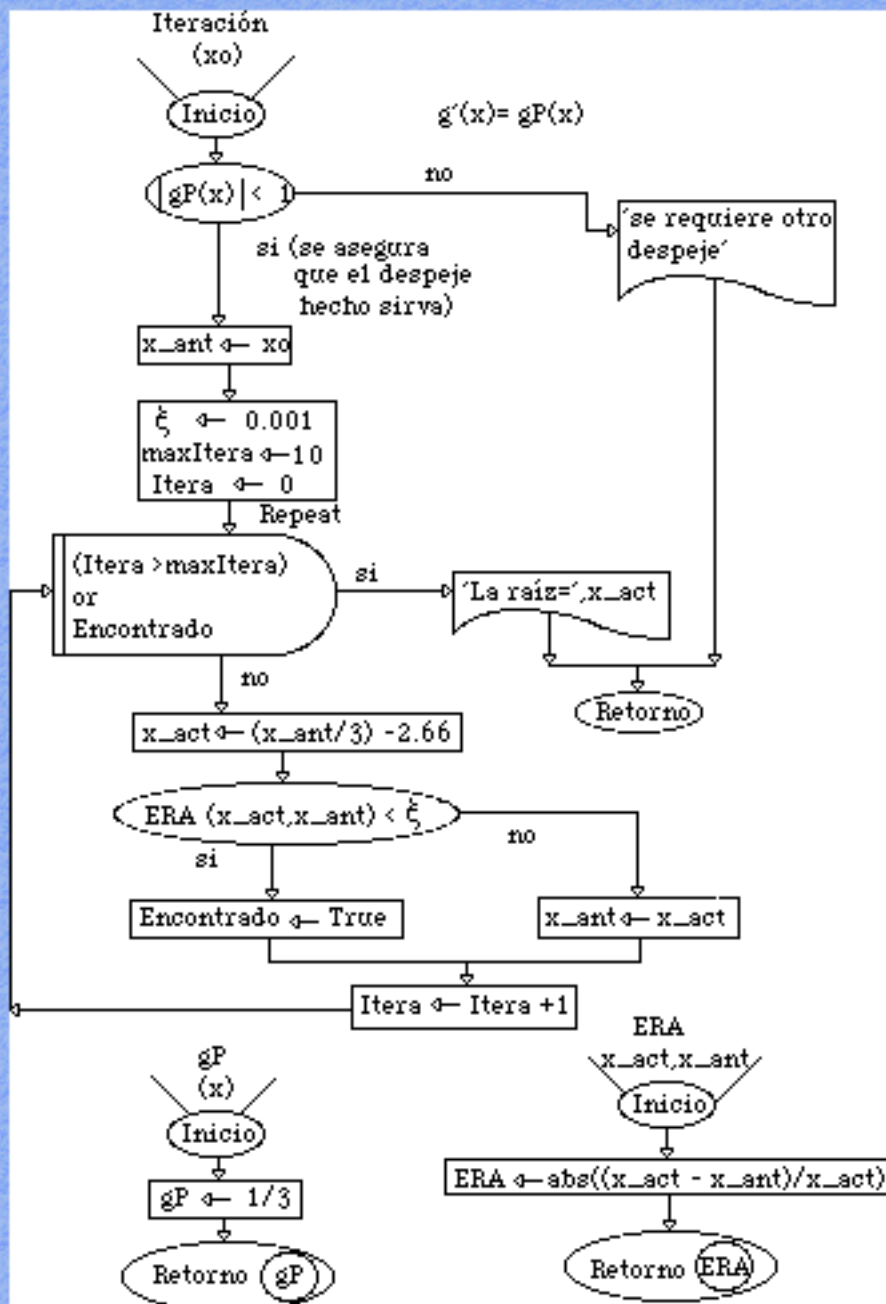 Iteración
(xo)
Inicio
g´(x)= gP(x)
|gP(x)|< 1
no
´se requiere otro
despeje´
si (se asegura
que el despeje
hecho sirva)
x_ant ← xo
ξ ← 0.001
maxItera ←10
Itera ← 0
Repeat
(Itera >maxItera)
or
Encontrado
si
´La raíz=´,x_act
no
Retorno
x_act← (x_ant/3) -2.66
ERA (x_act,x_ant) < ξ
si
no
Encontrado ← True
x_ant← x_act
Itera ← Itera +1
gP
(x)
Inicio
gP ← 1/3
Retorno gP
ERA
x_act,x_ant
Inicio
ERA ←abs((x_act - x_ant)/x_act)
Retorno ERA